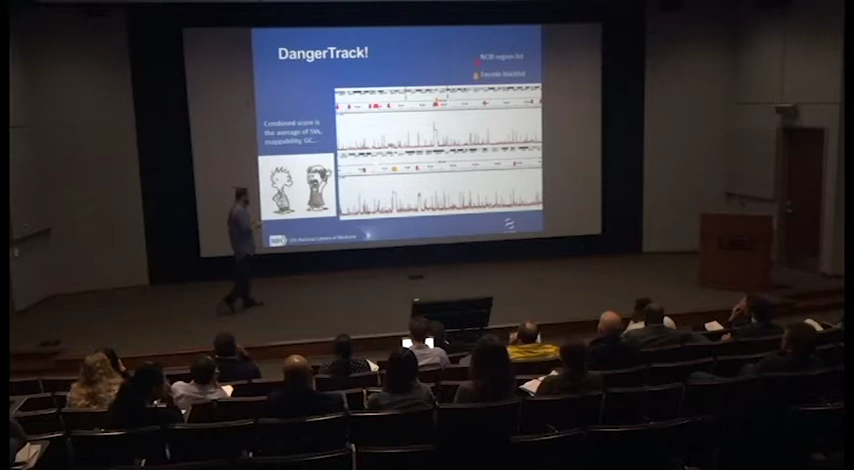 DangerTrack!
NCBI region list
Encode blacklist
Combined score is
the average of SVs,
mappability, GC...
NIH U.S. National Library of Medicine